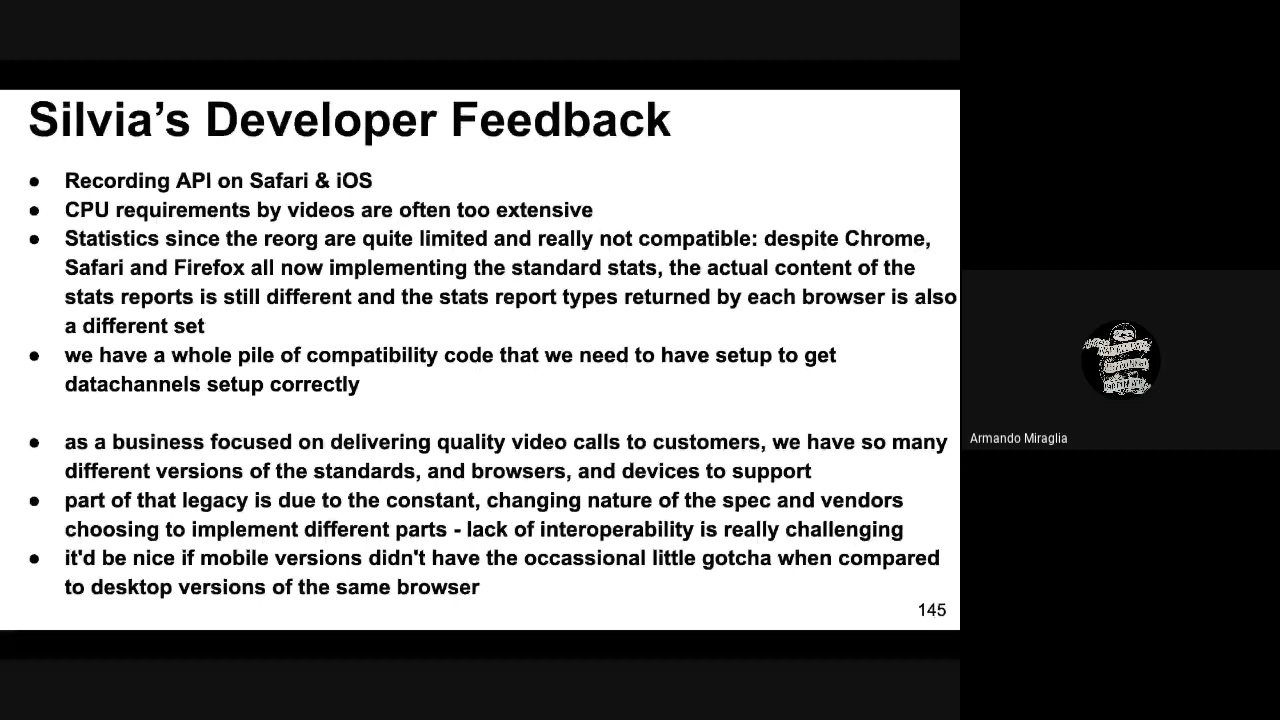 Silvia’s Developer Feedback
● Recording API on Safari & iOS
● CPU requirements by videos are often too extensive
● Statistics since the reorg are quite limited and really not compatible: despite Chrome,
Safari and Firefox all now implementing the standard stats, the actual content of the
stats reports is still different and the stats report types returned by each browser is also
a different set
● we have a whole pile of compatibility code that we need to have setup to get
datachannels setup correctly
● as a business focused on delivering quality video calls to customers, we have so many
different versions of the standards, and browsers, and devices to support
● part of that legacy is due to the constant, changing nature of the spec and vendors
choosing to implement different parts - lack of interoperability is really challenging
● it'd be nice if mobile versions didn't have the occassional little gotcha when compared
to desktop versions of the same browser
145
Armando Miraglia